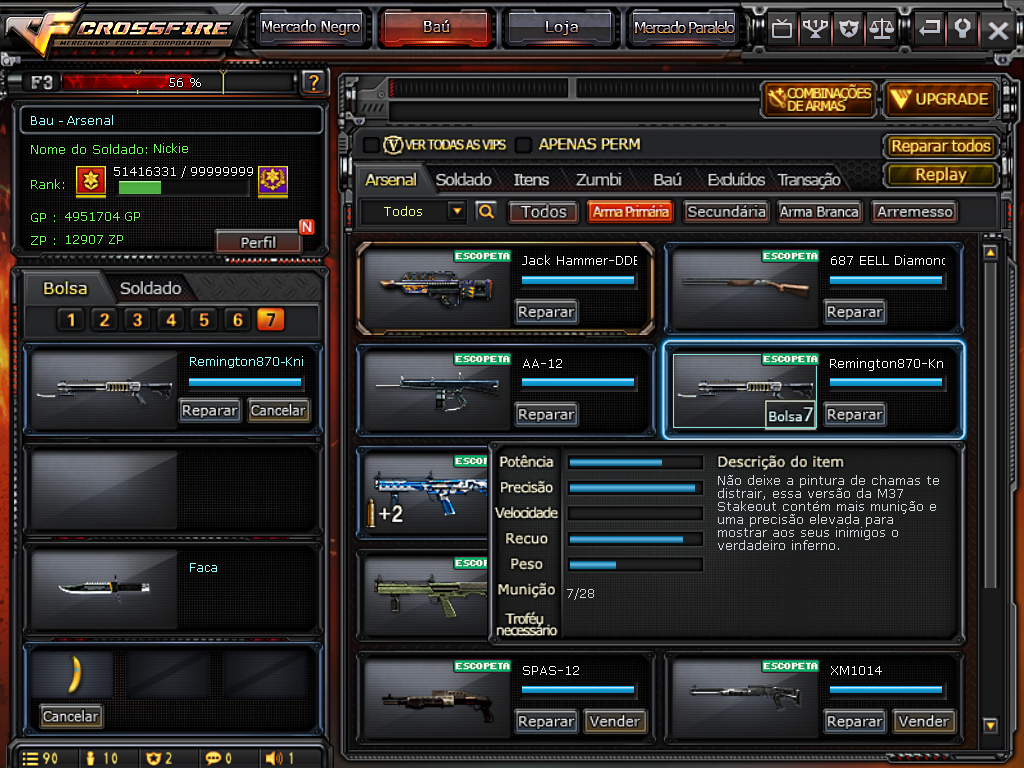 CROSSFIRE
MERCENARY FORCES CORPORATION
Mercado Negro
Baú
Loja
Mercado Paralelo
F3
56 %
?
Bau - Arsenal
Nome do Soldado: Nickie
Rank:
51416331 / 99999999
GP : 4951704 GP
ZP : 12907 ZP
N
Perfil
Bolsa
Soldado
1 2 3 4 5 6 7
Remington870-Kni
Reparar
Cancelar
Faca
Cancelar
90
10
2
0
1
COMBINAÇÕES
DE ARMAS
UPGRADE
V VER TODAS AS VIPS
APENAS PERM
Reparar todos
Replay
Arsenal
Soldado
Itens
Zumbi
Baú
Excluídos
Transação
Todos
Todos
Arma Primária
Secundária
Arma Branca
Arremesso
ESCOPETA
Jack Hammer-DDE
Reparar
ESCOPETA
687 EELL Diamonc
Reparar
ESCOPETA
AA-12
Reparar
ESCOPETA
Remington870-Kn
Bolsa7
Reparar
ESCO
+2
ESCO
Potência
Precisão
Velocidade
Recuo
Peso
Munição
7/28
Troféu
necessário
Descrição do item
Não deixe a pintura de chamas te
distrair, essa versão da M37
Stakeout contém mais munição e
uma precisão elevada para
mostrar aos seus inimigos o
verdadeiro inferno.
ESCOPETA
SPAS-12
Reparar
Vender
ESCOPETA
XM1014
Reparar
Vender